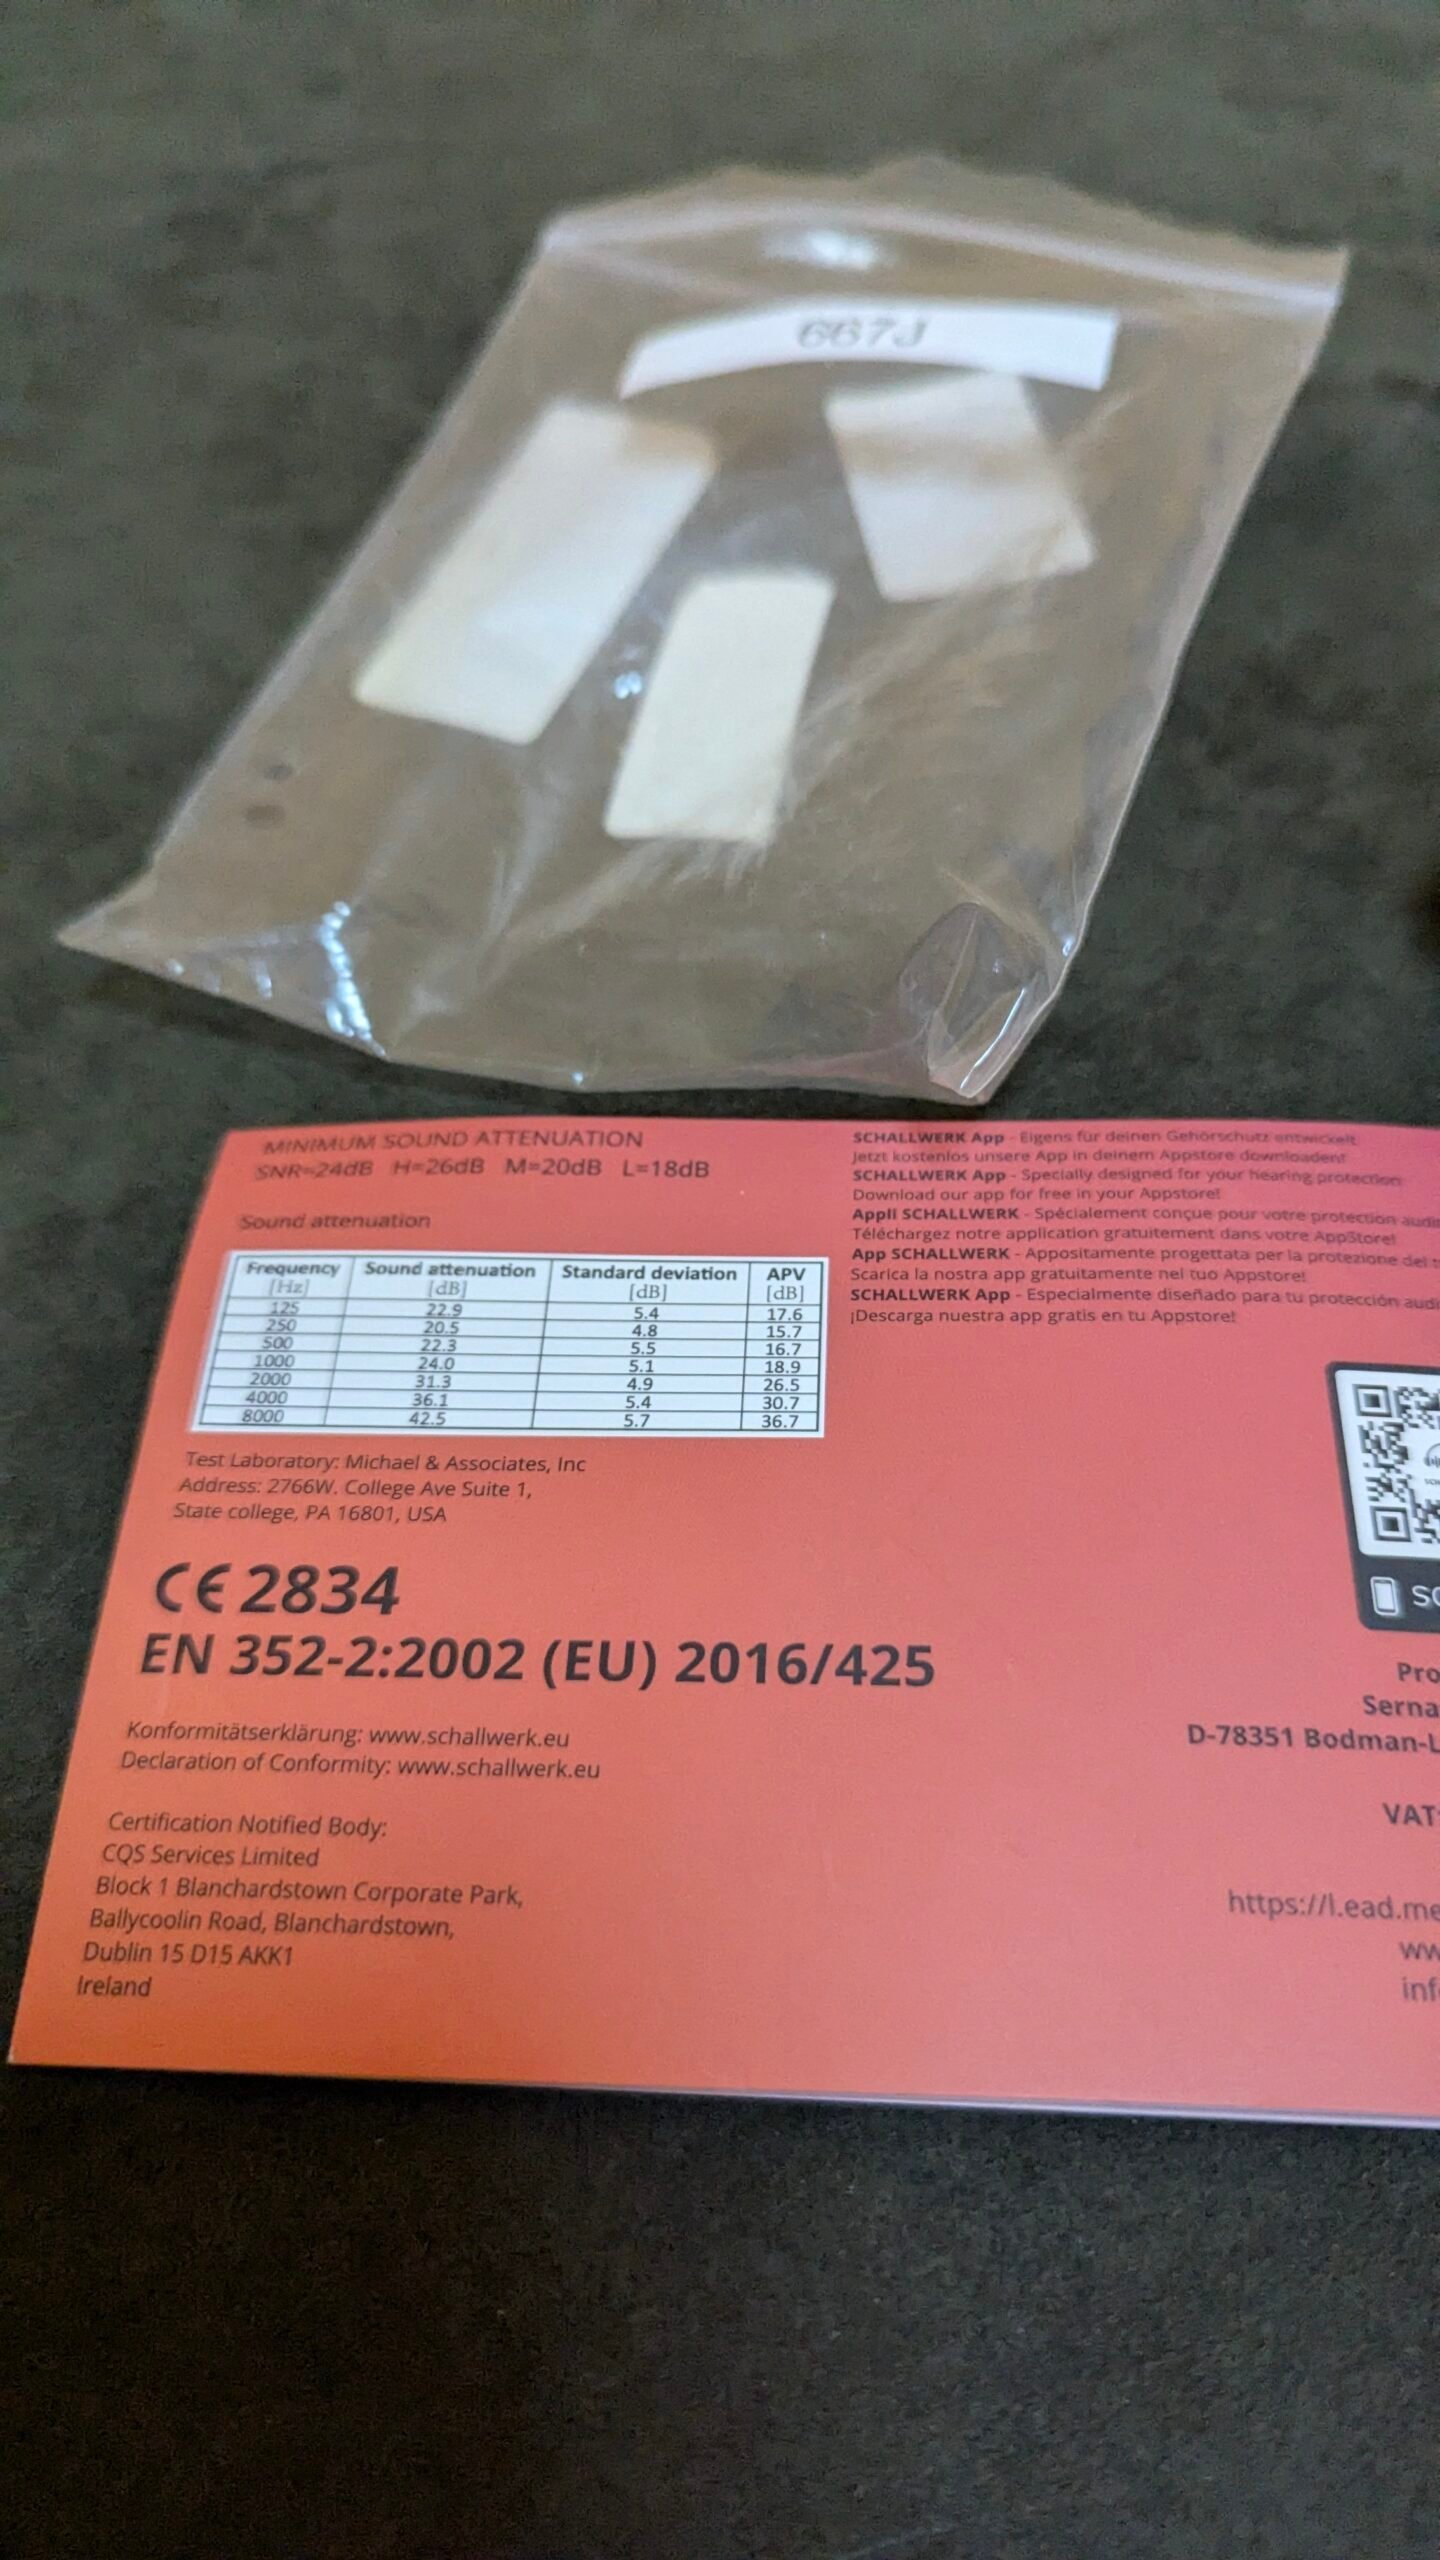 667J
MINIMUM SOUND ATTENUATION
SNR=24dB H=26dB M=20dB L=18dB
Sound attenuation
Frequency [Hz] Sound attenuation [dB] Standard deviation [dB] APV [dB]
125 22.9 5.4 17.6
250 20.5 4.8 15.7
500 22.3 5.5 16.7
1000 24.0 5.1 18.9
2000 31.3 4.9 26.5
4000 36.1 5.4 30.7
8000 42.5 5.7 36.7
Test Laboratory: Michael & Associates, Inc
Address: 2766W. College Ave Suite 1,
State college, PA 16801, USA
CE 2834
EN 352-2:2002 (EU) 2016/425
Konformitätserklärung: www.schallwerk.eu
Declaration of Conformity: www.schallwerk.eu
Certification Notified Body:
CQS Services Limited
Block 1 Blanchardstown Corporate Park,
Ballycoolin Road, Blanchardstown,
Dublin 15 D15 AKK1
Ireland
SCHALLWERK App - Eigens für deinen Gehörschutz entwickelt
Jetzt kostenlos unsere App in deinem Appstore downloaden!
SCHALLWERK App - Specially designed for your hearing protection
Download our app for free in your Appstore!
Appli SCHALLWERK - Spécialement conçue pour votre protection
Téléchargez notre application gratuitement dans votre AppStore!
App SCHALLWERK - Appositamente progettata per la protezione del
Scarica la nostra app gratuitamente nel tuo Appstore!
SCHALLWERK App - Especialmente diseñado para tu protección
¡Descarga nuestra app gratis en tu Appstore!
D-78351 Bodman-L
VAT
https://l.ead.me